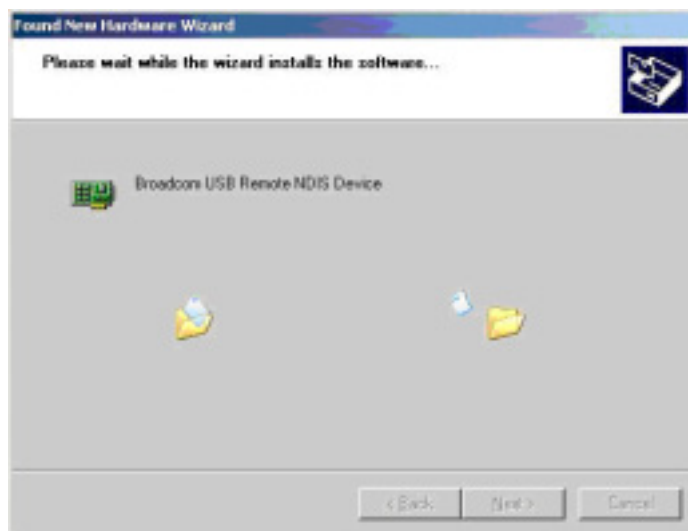 Found New Hardware Wizard
Please wait while the wizard installs the software...
Broadcom USB Remote NDIS Device
< Back
Next >
Cancel